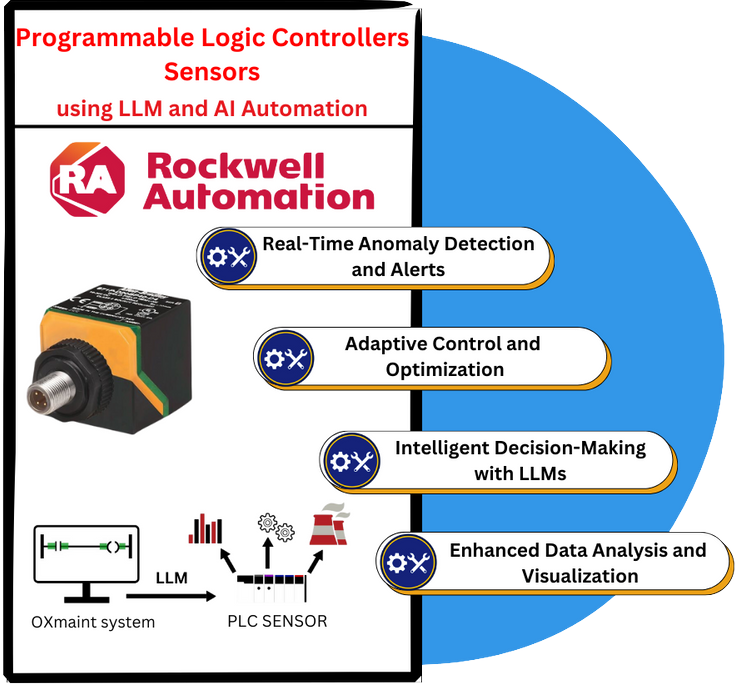 Programmable Logic Controllers
Sensors
using LLM and AI Automation
RA
Rockwell
Automation
Real-Time Anomaly Detection
and Alerts
Adaptive Control and
Optimization
Intelligent Decision-Making
with LLMs
Enhanced Data Analysis and
Visualization
LLM
OXmaint system
PLC SENSOR